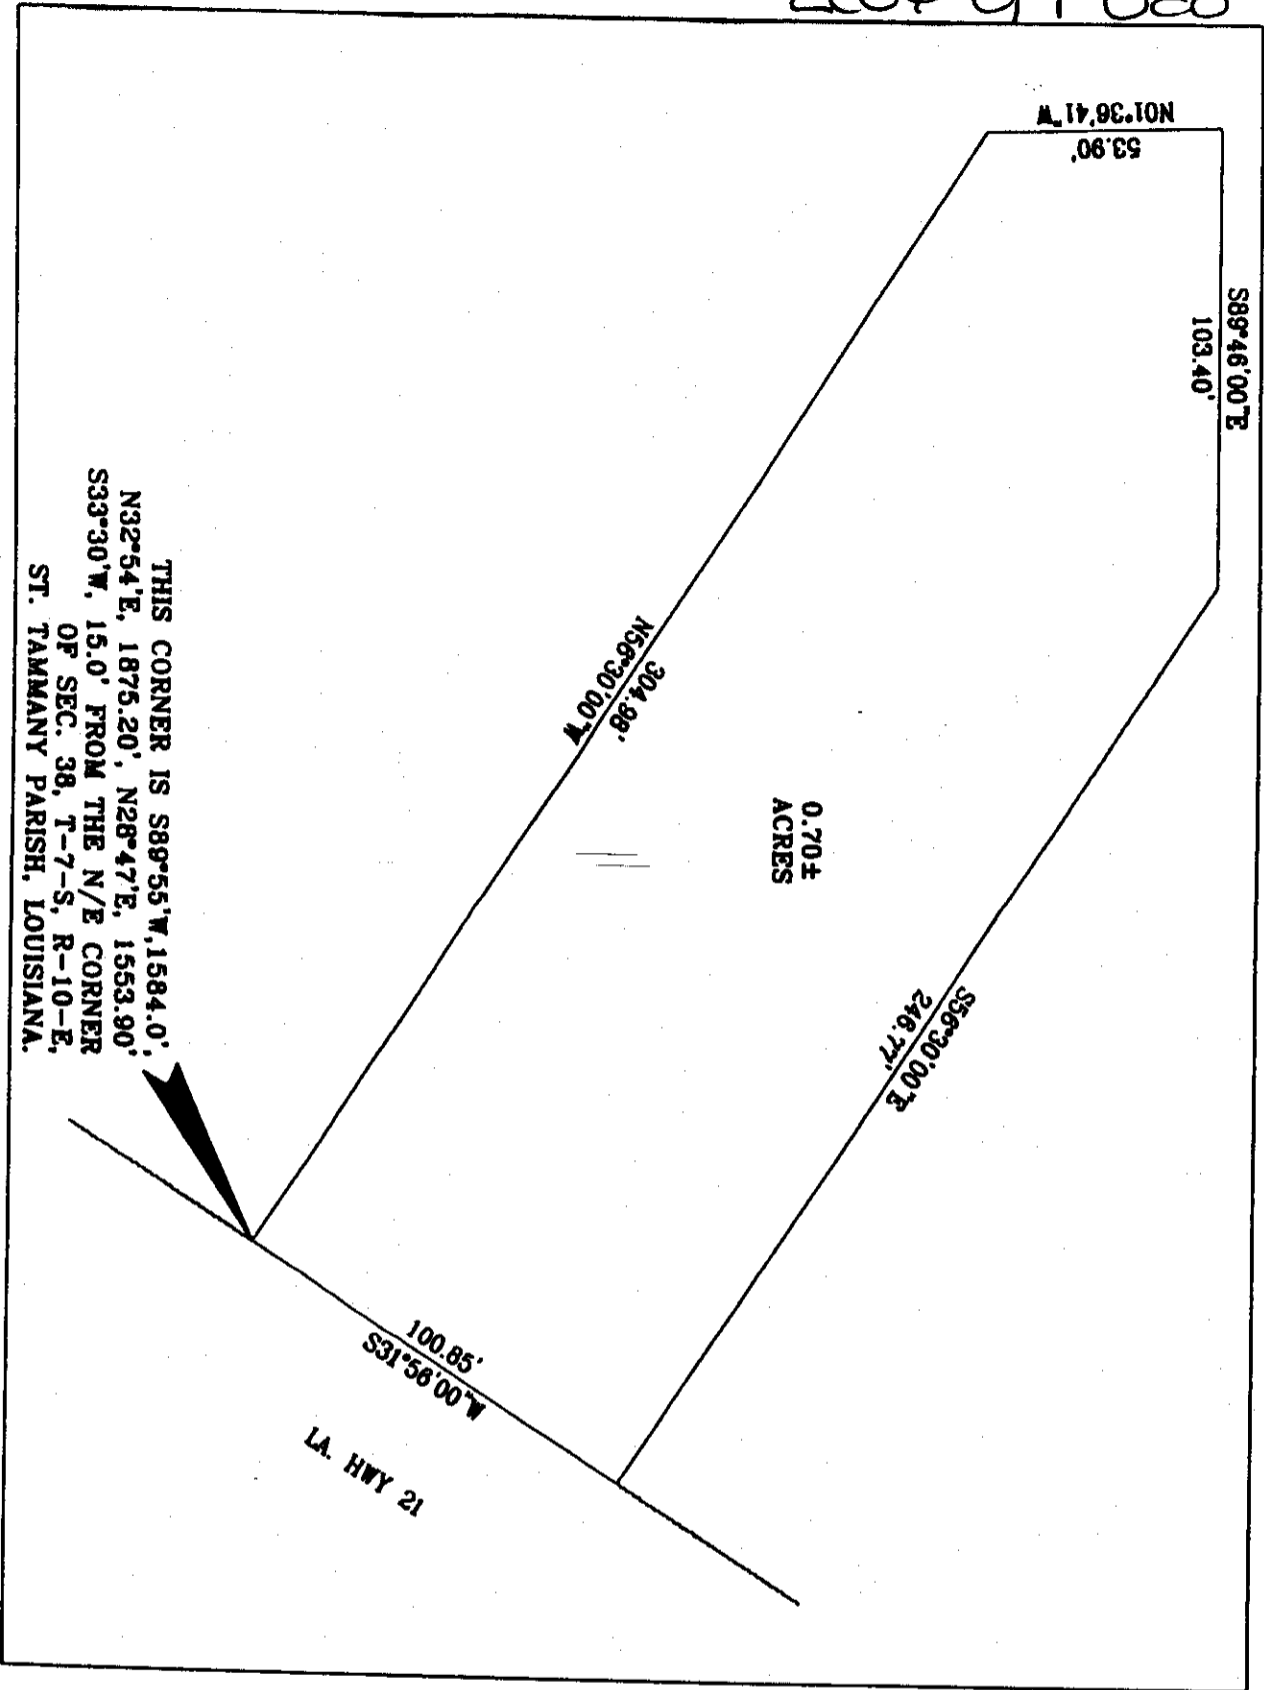 N01°36'41"W
53.90'
S89°46'00"E
103.40'
N56°30'00"W
304.98'
0.70±
ACRES
S56°30'00"E
246.77'
100.85'
S31°56'00"W
LA. HWY 21
THIS CORNER IS S89°55'W,1584.0',
N32°54'E, 1875.20', N28°47'E, 1553.90'
S33°30'W, 15.0' FROM THE N/E CORNER
OF SEC. 38, T-7-S, R-10-E,
ST. TAMMANY PARISH, LOUISIANA.